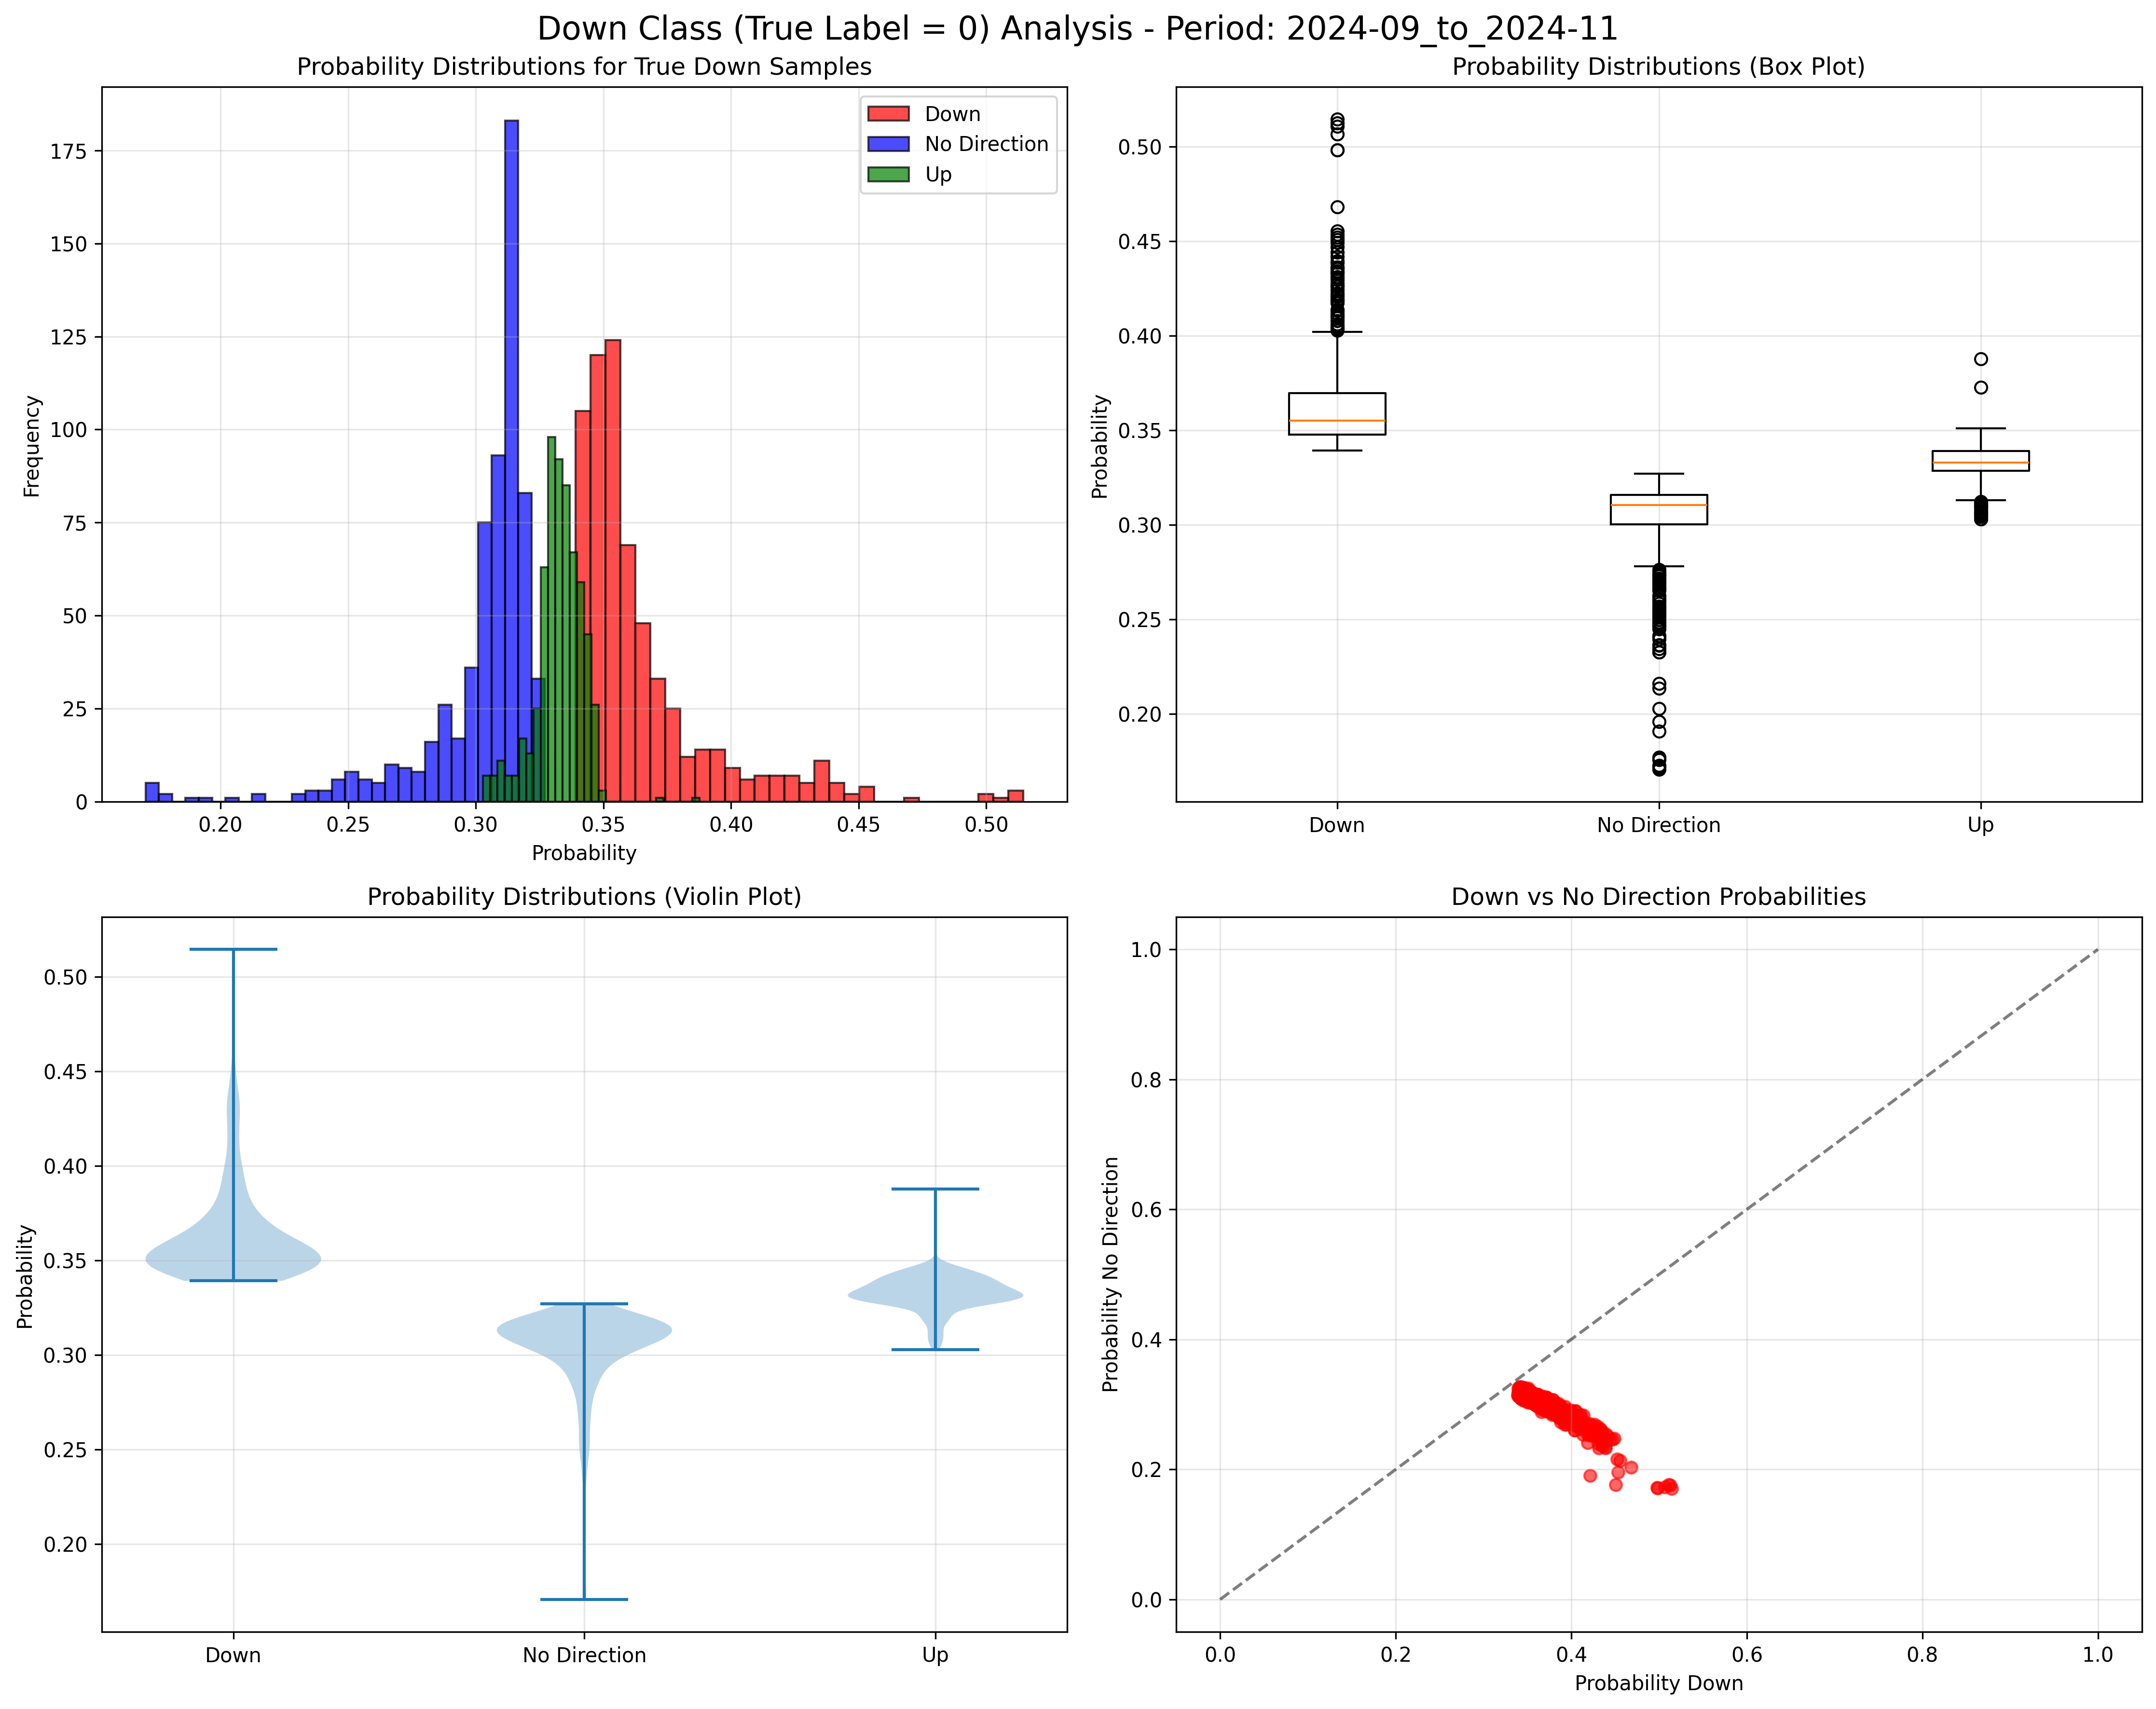 Down Class (True Label = 0) Analysis - Period: 2024-09_to_2024-11
Probability Distributions for True Down Samples
Down
No Direction
Up
175
150
125
100
75
50
25
0
Frequency
0.20 0.25 0.30 0.35 0.40 0.45 0.50
Probability
Probability Distributions (Box Plot)
0.50
0.45
0.40
0.35
0.30
0.25
0.20
Probability
Down No Direction Up
Probability Distributions (Violin Plot)
0.50
0.45
0.40
0.35
0.30
0.25
0.20
Probability
Down No Direction Up
Down vs No Direction Probabilities
1.0
0.8
0.6
0.4
0.2
0.0
Probability No Direction
0.0 0.2 0.4 0.6 0.8 1.0
Probability Down